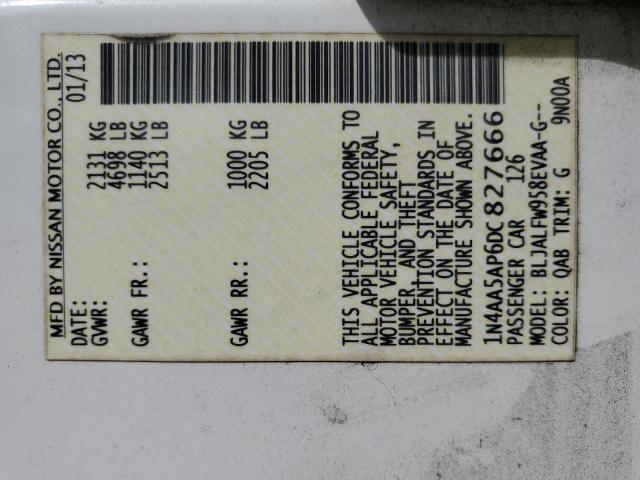 MFD BY NISSAN MOTOR CO., LTD.
DATE: 01/13
GVWR: 2131 KG
4698 LB
GAWR FR.: 1140 KG
2513 LB
GAWR RR.: 1000 KG
2205 LB
THIS VEHICLE CONFORMS TO
ALL APPLICABLE FEDERAL
MOTOR VEHICLE SAFETY,
BUMPER, AND THEFT
PREVENTION STANDARDS IN
EFFECT ON THE DATE OF
MANUFACTURE SHOWN ABOVE.
1N4AA5AP6DC827666
PASSENGER CAR 126
MODEL: BLJALFW958EVAA-G--
COLOR: QAB TRIM: G 9N00A